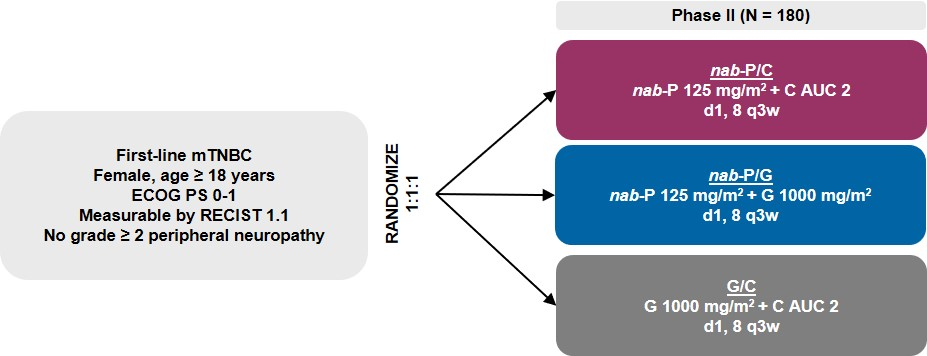 Phase II (N = 180)
First-line mTNBC
Female, age ≥ 18 years
ECOG PS 0-1
Measurable by RECIST 1.1
No grade ≥ 2 peripheral neuropathy
RANDOMIZE
1:1:1
nab-P/C
nab-P 125 mg/m² + C AUC 2
d1, 8 q3w
nab-P/G
nab-P 125 mg/m² + G 1000 mg/m²
d1, 8 q3w
G/C
G 1000 mg/m² + C AUC 2
d1, 8 q3w